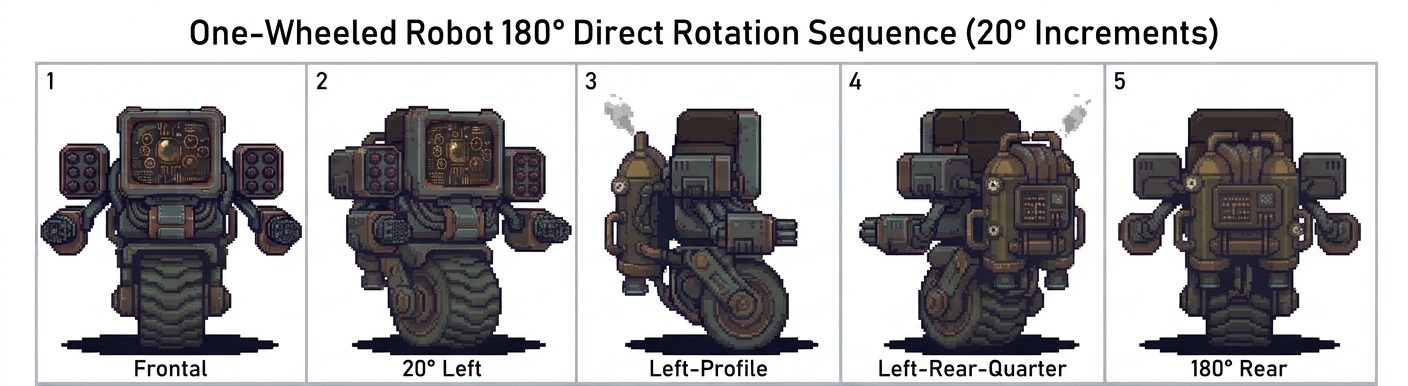 One-Wheeled Robot 180° Direct Rotation Sequence (20° Increments)
1
2
3
4
5
Frontal
20° Left
Left-Profile
Left-Rear-Quarter
180° Rear